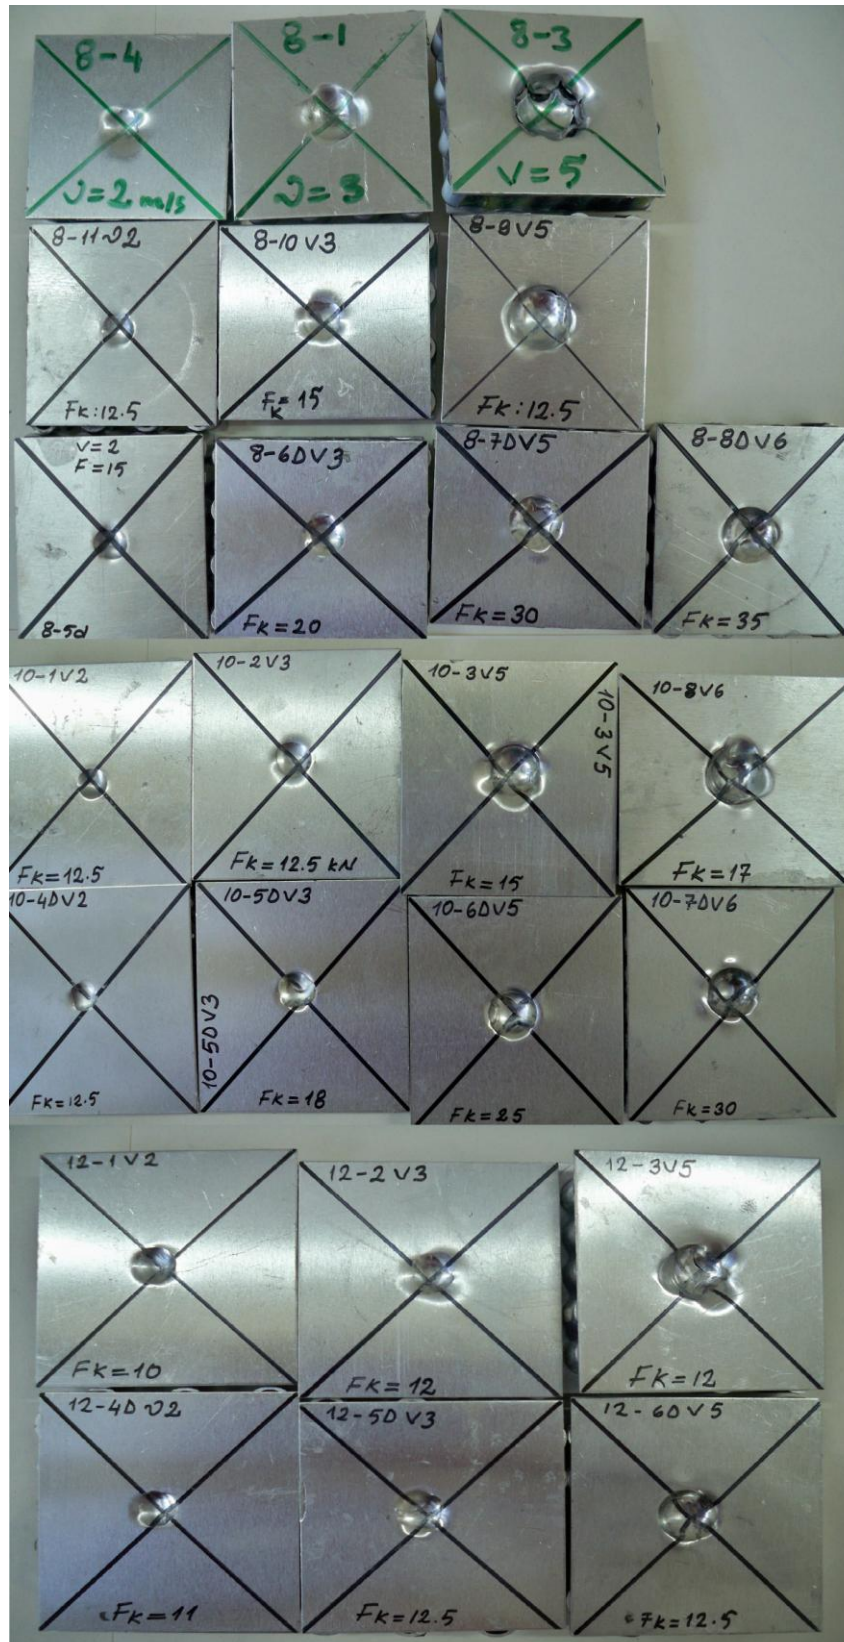 8-4
V=2 m/s
8-1
V=3
8-3
V=5
8-11 V2
FK:12.5
8-10 V3
FK=15
8-9 V5
FK:12.5
V=2
F=15
8-5d
8-6DV3
FK=20
8-7DV5
FK=30
8-8DV6
FK=35
10-1V2
FK=12.5
10-2V3
FK=12.5 kN
10-3V5
10-3V5
FK=15
10-8V6
FK=17
10-4DV2
FK=12.5
10-5DV3
10-5DV3
FK=18
10-6DV5
FK=25
10-7DV6
FK=30
12-1V2
FK=10
12-2 V3
FK=12
12-3V5
FK=12
12-4D V2
FK=11
12-5D V3
FK=12.5
12-6D V5
FK=12.5